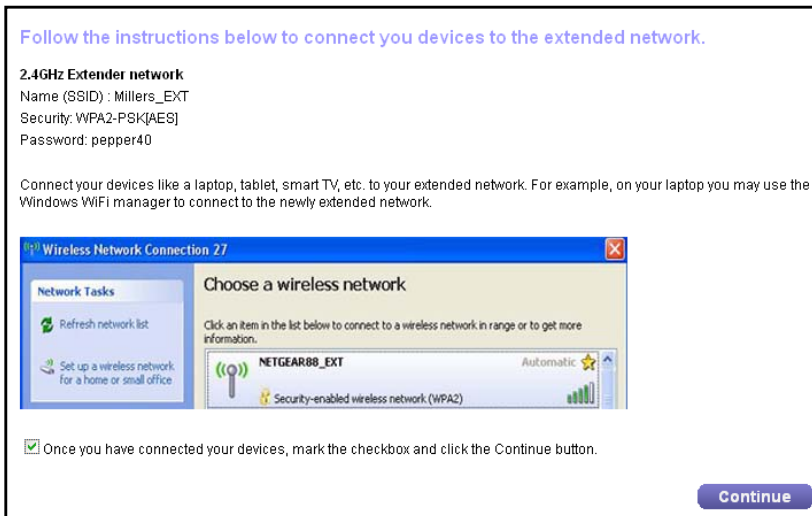 Follow the instructions below to connect you devices to the extended network.
2.4GHz Extender network
Name (SSID) : Millers_EXT
Security: WPA2-PSK[AES]
Password: pepper40
Connect your devices like a laptop, tablet, smart TV, etc. to your extended network. For example, on your laptop you may use the
Windows WiFi manager to connect to the newly extended network.
Wireless Network Connection 27
Network Tasks
Refresh network list
Set up a wireless network
for a home or small office
Choose a wireless network
Click an item in the list below to connect to a wireless network in range or to get more
information.
NETGEAR88_EXT
Automatic
Security-enabled wireless network (WPA2)
Once you have connected your devices, mark the checkbox and click the Continue button.
Continue